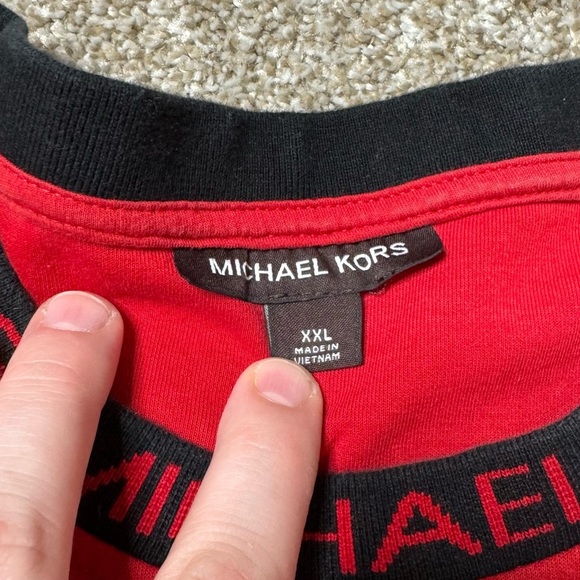 MICHAEL KORS
XXL
MADE IN
VIETNAM
MICHAEL